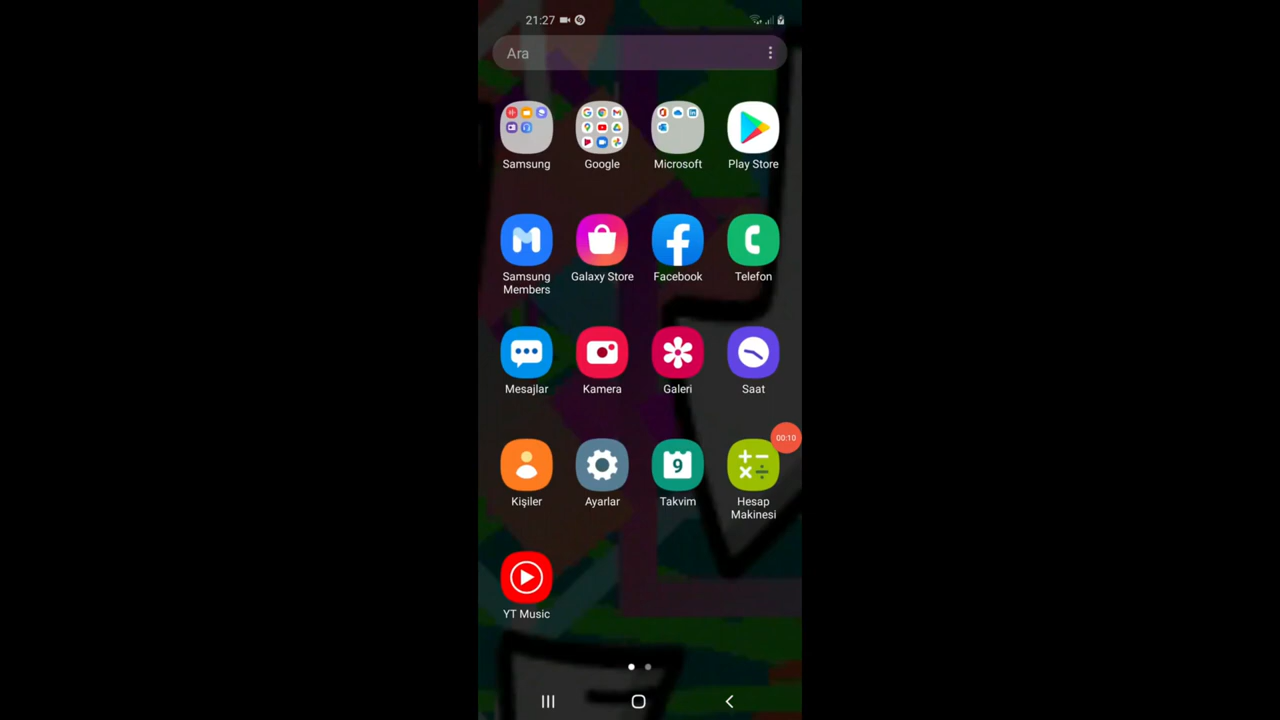 21:27
Ara
Samsung
Google
Microsoft
Play Store
Samsung
Members
Galaxy Store
Facebook
Telefon
Mesajlar
Kamera
Galeri
Saat
00:10
9
Kişiler
Ayarlar
Takvim
Hesap
Makinesi
YT Music